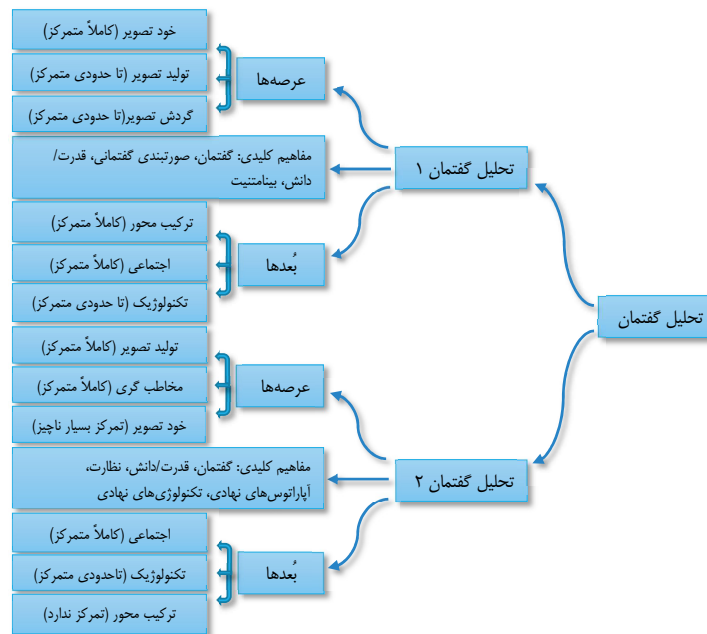 تحلیل گفتمان
تحلیل گفتمان ۱
عرصه‌ها
خود تصویر (کاملاً متمرکز)
تولید تصویر (تا حدودی متمرکز)
گردش تصویر(تا حدودی متمرکز)
مفاهیم کلیدی: گفتمان، صورتبندی گفتمانی، قدرت/
دانش، بینامتنیت
بُعدها
ترکیب محور (کاملاً متمرکز)
اجتماعی (کاملاً متمرکز)
تکنولوژیک (تا حدودی متمرکز)
تحلیل گفتمان ۲
عرصه‌ها
تولید تصویر (کاملاً متمرکز)
مخاطب گری (کاملاً متمرکز)
خود تصویر (تمرکز بسیار ناچیز)
مفاهیم کلیدی: گفتمان، قدرت/دانش، نظارت،
آپاراتوس‌های نهادی، تکنولوژی‌های نهادی
بُعدها
اجتماعی (کاملاً متمرکز)
تکنولوژیک (تاحدودی متمرکز)
ترکیب محور (تمرکز ندارد)